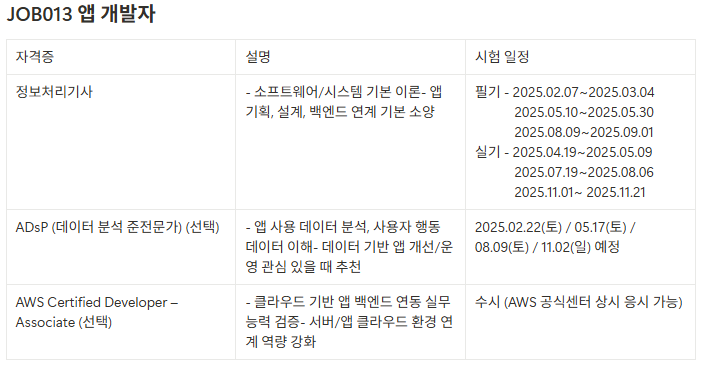 JOB013 앱 개발자
자격증
설명
시험 일정
정보처리기사
- 소프트웨어/시스템 기본 이론- 앱
기획, 설계, 백엔드 연계 기본 소양
필기 - 2025.02.07~2025.03.04
2025.05.10~2025.05.30
2025.08.09~2025.09.01
실기 - 2025.04.19~2025.05.09
2025.07.19~2025.08.06
2025.11.01~ 2025.11.21
ADsP (데이터 분석 준전문가) (선택)
- 앱 사용 데이터 분석, 사용자 행동
데이터 이해- 데이터 기반 앱 개선/운
영 관심 있을 때 추천
2025.02.22(토) / 05.17(토) /
08.09(토) / 11.02(일) 예정
AWS Certified Developer –
Associate (선택)
- 클라우드 기반 앱 백엔드 연동 실무
능력 검증- 서버/앱 클라우드 환경 연
계 역량 강화
수시 (AWS 공식센터 상시 응시 가능)